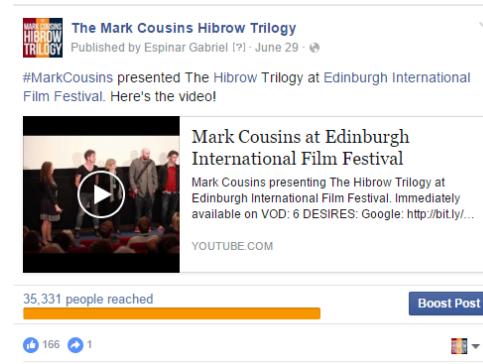 MARK COUSINS
HIBROW
TRILOGY
The Mark Cousins Hibrow Trilogy
Published by Espinar Gabriel [?] · June 29 ·
#MarkCousins presented The Hibrow Trilogy at Edinburgh International
Film Festival. Here's the video!
Mark Cousins at Edinburgh
International Film Festival
Mark Cousins presenting The Hibrow Trilogy at
Edinburgh International Film Festival. Immediately
available on VOD: 6 DESIRES: Google: http://bit.ly/...
YOUTUBE.COM
35,331 people reached
Boost Post
166 1